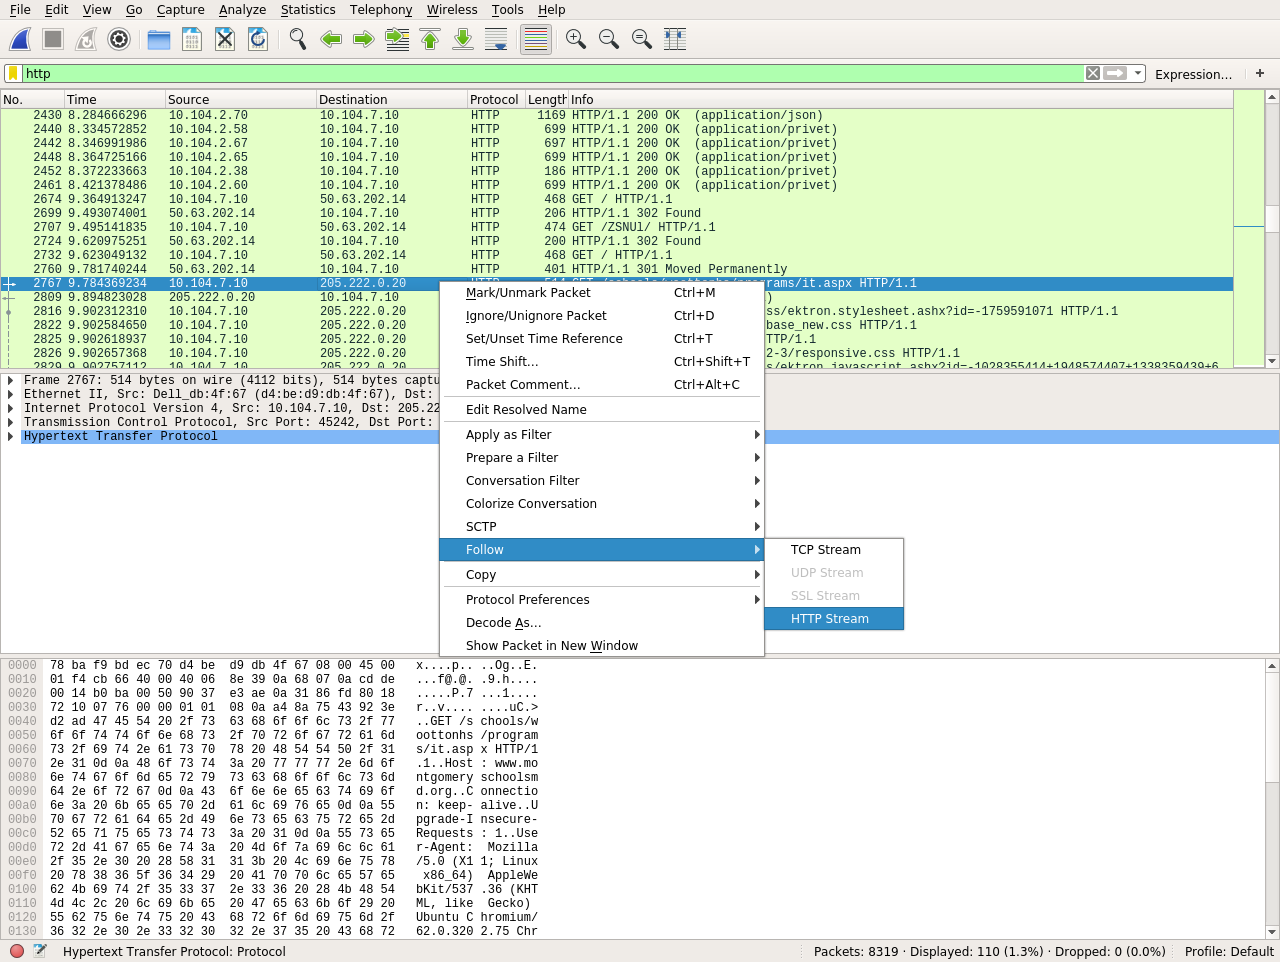 File Edit View Go Capture Analyze Statistics Telephony Wireless Tools Help
http
Expression... +
No. Time Source Destination Protocol Length Info
2430 8.284666296 10.104.2.70 10.104.7.10 HTTP 1169 HTTP/1.1 200 OK (application/json)
2440 8.334572852 10.104.2.58 10.104.7.10 HTTP 699 HTTP/1.1 200 OK (application/privet)
2442 8.346991986 10.104.2.67 10.104.7.10 HTTP 697 HTTP/1.1 200 OK (application/privet)
2448 8.364725166 10.104.2.65 10.104.7.10 HTTP 699 HTTP/1.1 200 OK (application/privet)
2452 8.372233663 10.104.2.38 10.104.7.10 HTTP 186 HTTP/1.1 200 OK (application/privet)
2461 8.421378486 10.104.2.60 10.104.7.10 HTTP 699 HTTP/1.1 200 OK (application/privet)
2674 9.364913247 10.104.7.10 50.63.202.14 HTTP 468 GET / HTTP/1.1
2699 9.493074001 50.63.202.14 10.104.7.10 HTTP 206 HTTP/1.1 302 Found
2707 9.495141835 10.104.7.10 50.63.202.14 HTTP 474 GET /ZSNUl/ HTTP/1.1
2724 9.620975251 50.63.202.14 10.104.7.10 HTTP 200 HTTP/1.1 302 Found
2732 9.623049132 10.104.7.10 50.63.202.14 HTTP 468 GET / HTTP/1.1
2760 9.781740244 50.63.202.14 10.104.7.10 HTTP 401 HTTP/1.1 301 Moved Permanently
2767 9.784369234 10.104.7.10 205.222.0.20 HTTP 514 GET /schools/woottonhs/programs/it.aspx HTTP/1.1
2809 9.894823028 205.222.0.20 10.104.7.10 )
2816 9.902312310 10.104.7.10 205.222.0.20 ss/ektron.stylesheet.ashx?id=-1759591071 HTTP/1.1
2822 9.902584650 10.104.7.10 205.222.0.20 base_new.css HTTP/1.1
2825 9.902618937 10.104.7.10 205.222.0.20 HTTP/1.1
2826 9.902657368 10.104.7.10 205.222.0.20 2-3/responsive.css HTTP/1.1
2829 9.902757112 10.104.7.10 205.222.0.20 s/ektron.javascript.ashx?id=-1028355414+1948574407+1338359439+6
Mark/Unmark Packet Ctrl+M
Ignore/Unignore Packet Ctrl+D
Set/Unset Time Reference Ctrl+T
Time Shift... Ctrl+Shift+T
Packet Comment... Ctrl+Alt+C
Edit Resolved Name
Apply as Filter
Prepare a Filter
Conversation Filter
Colorize Conversation
SCTP
Follow
Copy
Protocol Preferences
Decode As...
Show Packet in New Window
TCP Stream
UDP Stream
SSL Stream
HTTP Stream
Frame 2767: 514 bytes on wire (4112 bits), 514 bytes captu
Ethernet II, Src: Dell_db:4f:67 (d4:be:d9:db:4f:67), Dst:
Internet Protocol Version 4, Src: 10.104.7.10, Dst: 205.22
Transmission Control Protocol, Src Port: 45242, Dst Port:
Hypertext Transfer Protocol
0000 78 ba f9 bd ec 70 d4 be d9 db 4f 67 08 00 45 00 x....p.. ..Og..E.
0010 01 f4 cb 66 40 00 40 06 8e 39 0a 68 07 0a cd de ...f@.@. .9.h....
0020 00 14 b0 ba 00 50 90 37 e3 ae 0a 31 86 fd 80 18 .....P.7 ...1....
0030 72 10 07 76 00 00 01 01 08 0a a4 8a 75 43 92 3e r..v.... ....uC.>
0040 d2 ad 47 45 54 20 2f 73 63 68 6f 6f 6c 73 2f 77 ..GET /s chools/w
0050 6f 6f 74 74 6f 6e 68 73 2f 70 72 6f 67 72 61 6d oottonhs /program
0060 73 2f 69 74 2e 61 73 70 78 20 48 54 54 50 2f 31 s/it.asp x HTTP/1
0070 2e 31 0d 0a 48 6f 73 74 3a 20 77 77 77 2e 6d 6f .1..Host : www.mo
0080 6e 74 67 6f 6d 65 72 79 73 63 68 6f 6f 6c 73 6d ntgomery schoolsm
0090 64 2e 6f 72 67 0d 0a 43 6f 6e 6e 65 63 74 69 6f d.org..C onnectio
00a0 6e 3a 20 6b 65 65 70 2d 61 6c 69 76 65 0d 0a 55 n: keep- alive..U
00b0 70 67 72 61 64 65 2d 49 6e 73 65 63 75 72 65 2d pgrade-I nsecure-
00c0 52 65 71 75 65 73 74 73 3a 20 31 0d 0a 55 73 65 Requests : 1..Use
00d0 72 2d 41 67 65 6e 74 3a 20 4d 6f 7a 69 6c 6c 61 r-Agent: Mozilla
00e0 2f 35 2e 30 20 28 58 31 31 3b 20 4c 69 6e 75 78 /5.0 (X1 1; Linux
00f0 20 78 38 36 5f 36 34 29 20 41 70 70 6c 65 57 65 x86_64) AppleWe
0100 62 4b 69 74 2f 35 33 37 2e 33 36 20 28 4b 48 54 bKit/537 .36 (KHT
0110 4d 4c 2c 20 6c 69 6b 65 20 47 65 63 6b 6f 29 20 ML, like Gecko)
0120 55 62 75 6e 74 75 20 43 68 72 6f 6d 69 75 6d 2f Ubuntu C hromium/
0130 36 32 2e 30 2e 33 32 30 32 2e 37 35 20 43 68 72 62.0.320 2.75 Chr
Hypertext Transfer Protocol: Protocol
Packets: 8319 · Displayed: 110 (1.3%) · Dropped: 0 (0.0%) Profile: Default